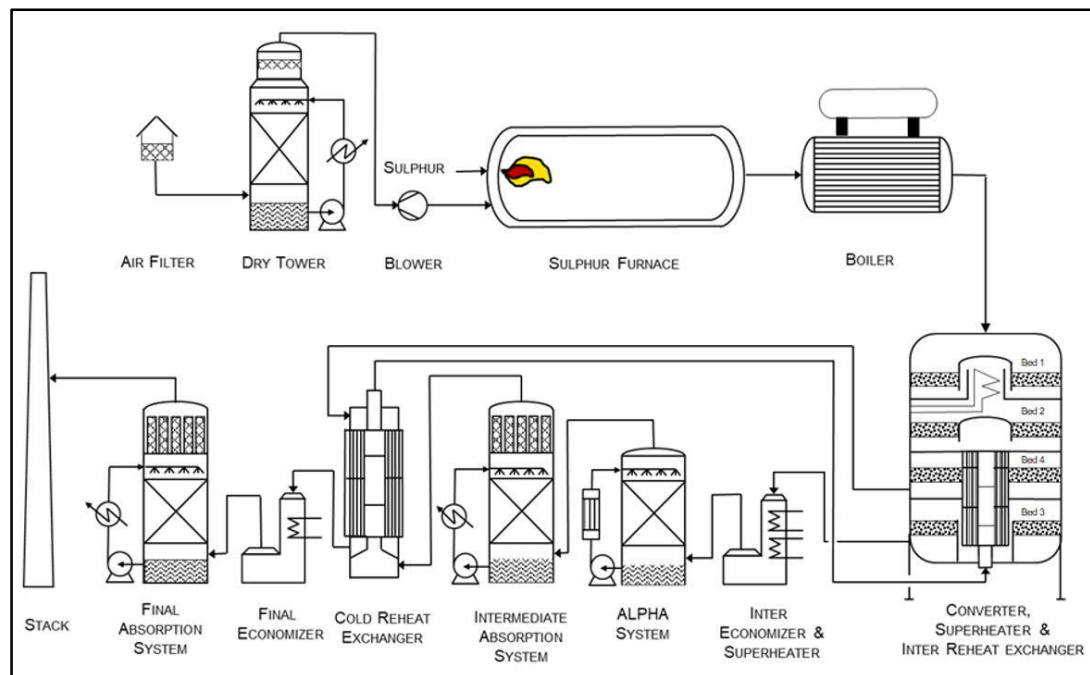 SULPHUR
AIR FILTER
DRY TOWER
BLOWER
SULPHUR FURNACE
BOILER
Bed 1
Bed 2
Bed 4
Bed 3
STACK
FINAL
ABSORPTION
SYSTEM
FINAL
ECONOMIZER
COLD REHEAT
EXCHANGER
INTERMEDIATE
ABSORPTION
SYSTEM
ALPHA
SYSTEM
INTER
ECONOMIZER &
SUPERHEATER
CONVERTER,
SUPERHEATER &
INTER REHEAT EXCHANGER